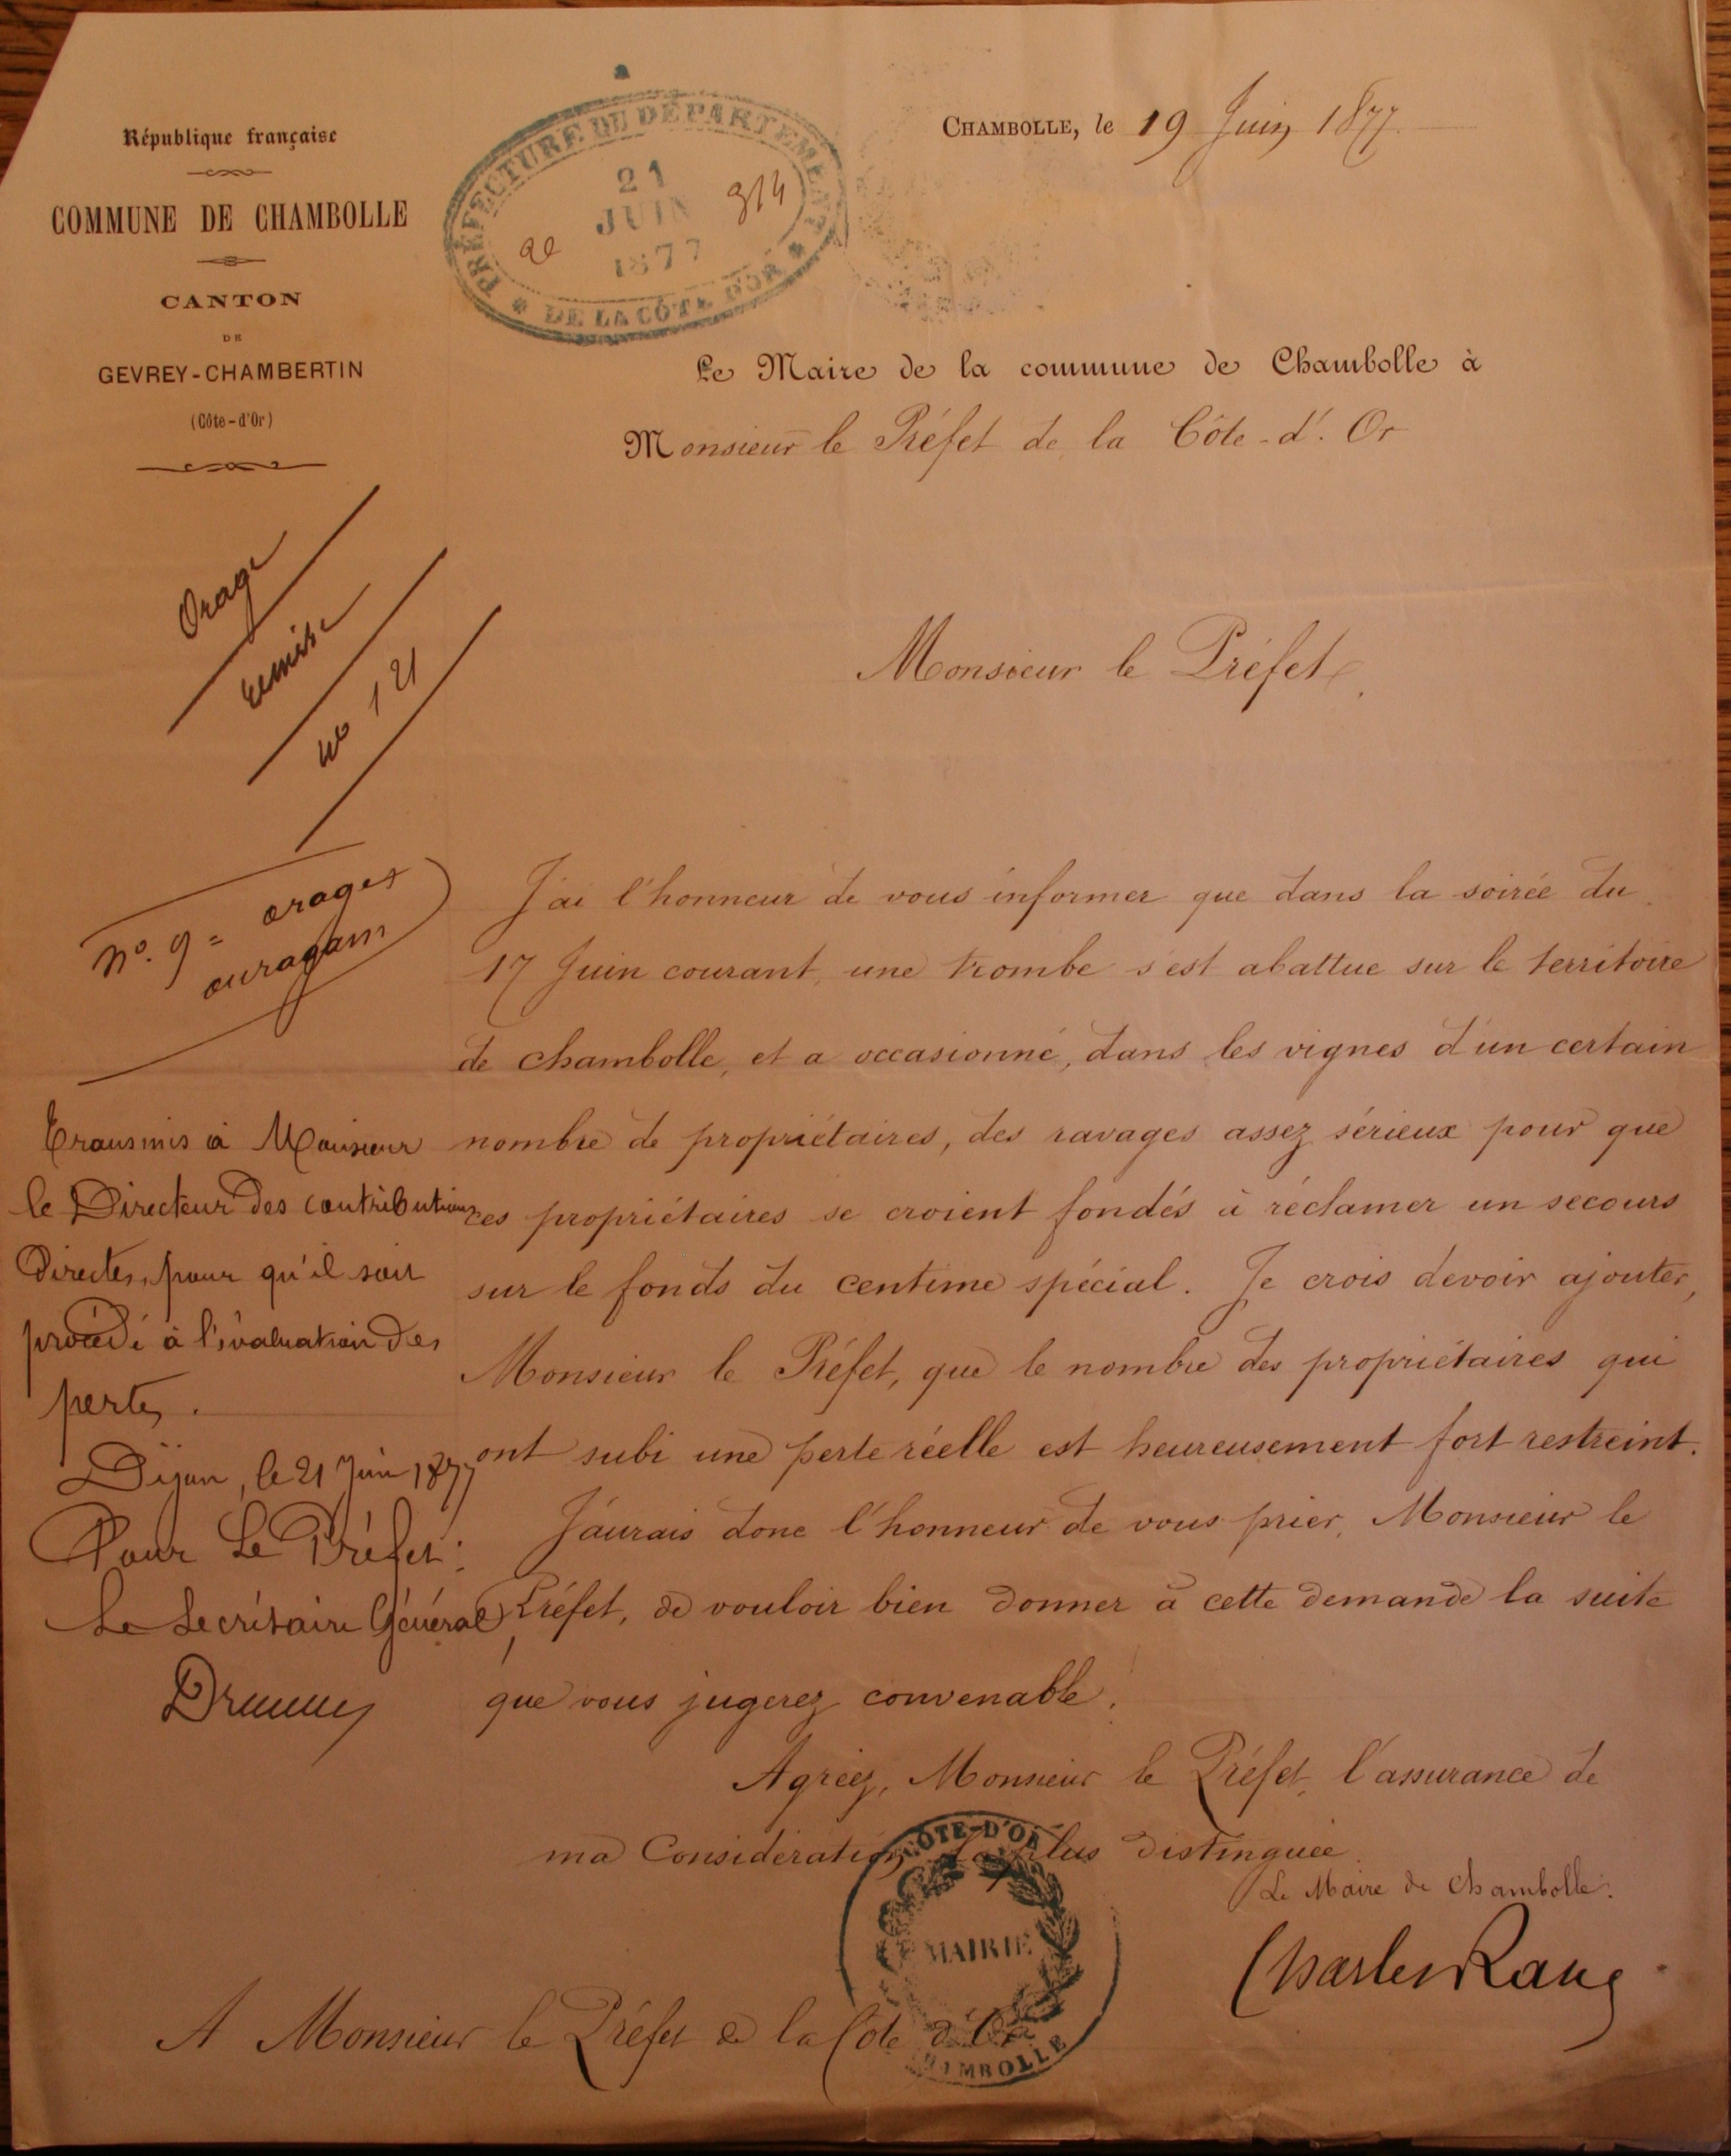 République française
COMMUNE DE CHAMBOLLE
CANTON
DE
GEVREY-CHAMBERTIN
(Côte-d'Or)
PRÉFECTURE DU DÉPARTEMENT
21
JUIN
1877
314
* DE LA CÔTE D'OR *
CHAMBOLLE, le 19 Juin 1877.
Le Maire de la commune de Chambolle à
Monsieur le Préfet de la Côte-d'Or
Orage
remise
no 121
No. 9 = orages
ouragans
Monsieur le Préfet,
J'ai l'honneur de vous informer que dans la soirée du
17 Juin courant, une trombe s'est abattue sur le territoire
de chambolle, et a occasionné, dans les vignes d'un certain
nombre de propriétaires, des ravages assez sérieux pour que
ces propriétaires se croient fondés à réclamer un secours
sur le fonds du centime spécial. Je crois devoir ajouter,
Monsieur le Préfet, que le nombre des propriétaires qui
ont subi une perte réelle est heureusement fort restreint.
J'aurais donc l'honneur de vous prier, Monsieur le
Préfet, de vouloir bien donner à cette demande la suite
que vous jugerez convenable.
Agréez, Monsieur le Préfet, l'assurance de
ma Considération la plus distinguée.
Le Maire de Chambolle.
Transmis à Monsieur
le Directeur des contributions
Directes, pour qu'il soit
procédé à l'évaluation des
pertes.
Dijon, le 21 Juin 1877
Pour Le Préfet :
Le Secrétaire Général,
CÔTE-D'OR
MAIRIE
CHAMBOLLE
Charles
A Monsieur le Préfet de la Côte d'Or